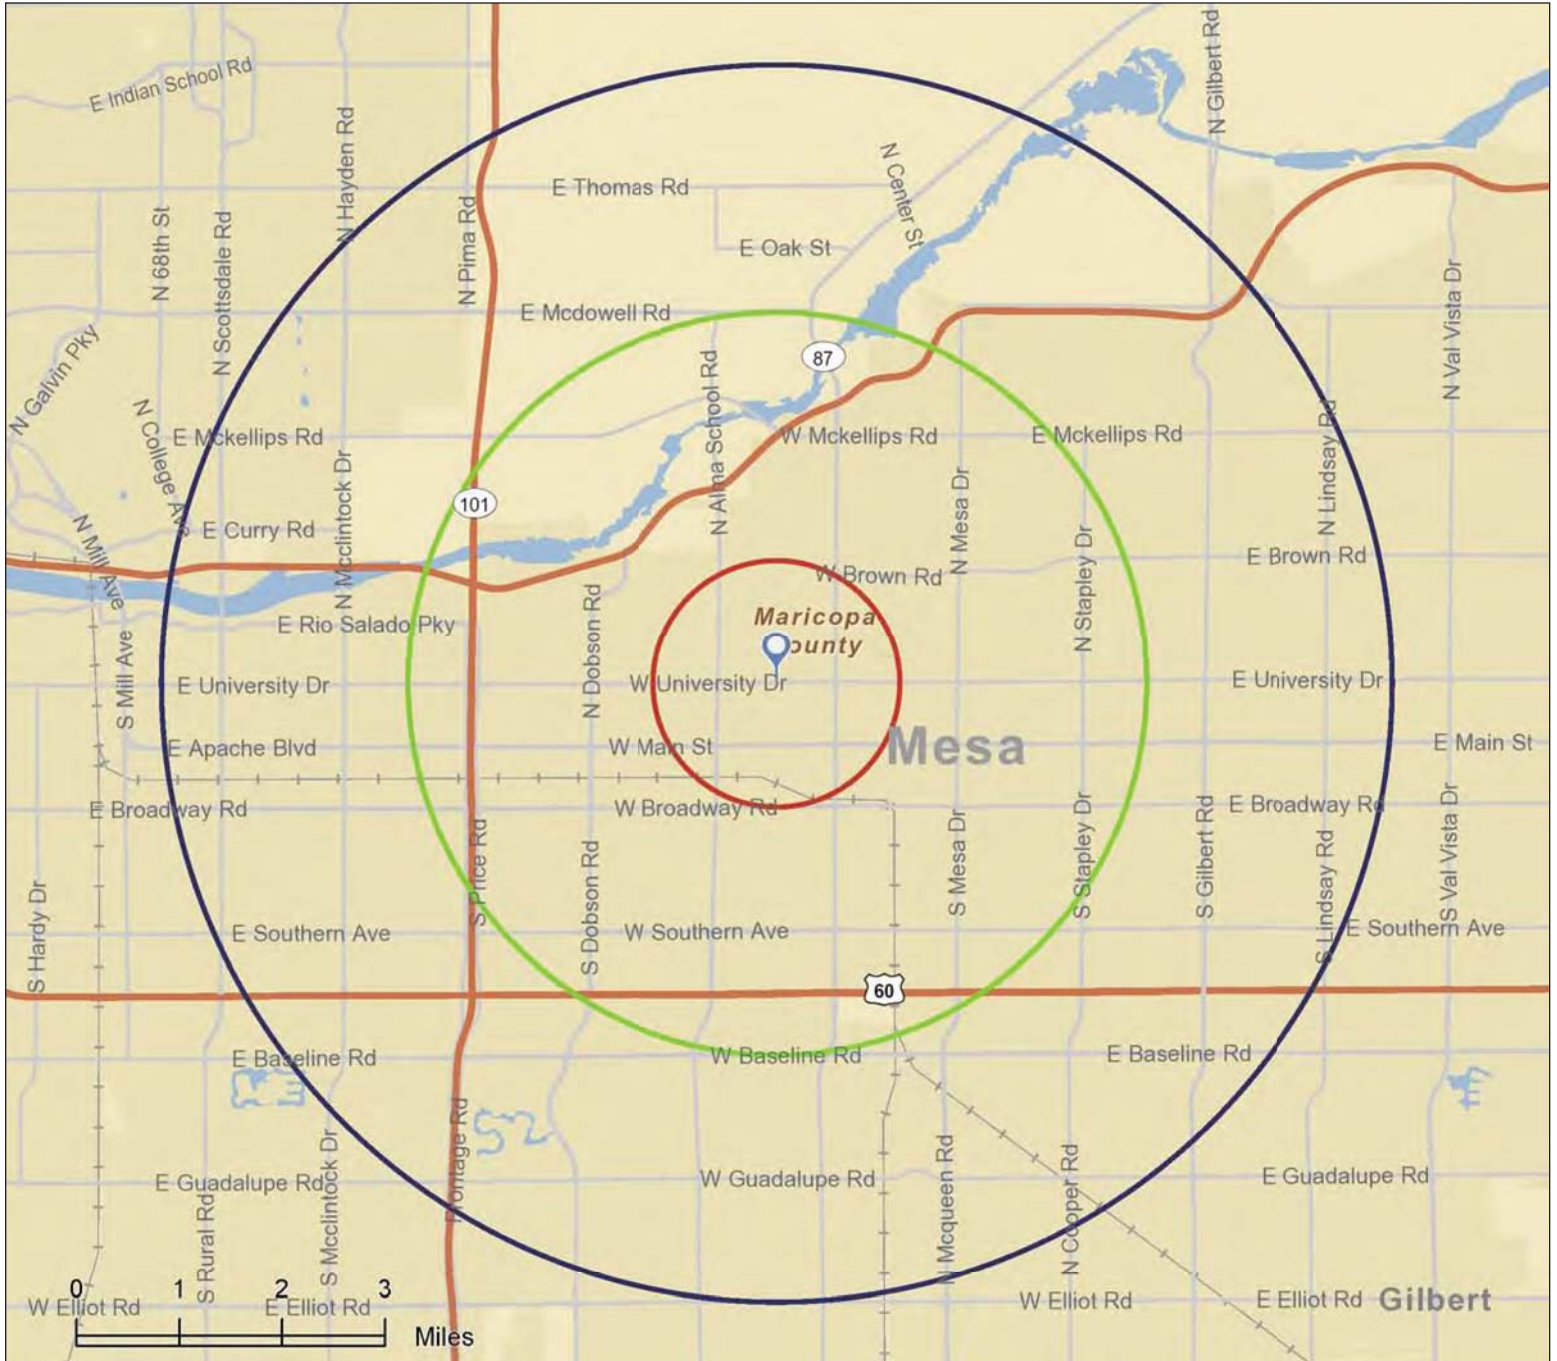 E Indian School Rd
N Gilbert Rd
N Hayden Rd
N Center St
E Thomas Rd
N Pima Rd
N 68th St
N Scottsdale Rd
E Oak St
N Val Vista Dr
E Mcdowell Rd
N Galvin Pky
87
N Alma School Rd
N College Ave
E Mckellips Rd
W Mckellips Rd
E Mckellips Rd
N Lindsay Rd
N Mcclintock Dr
101
N Mesa Dr
N Mill Ave
E Curry Rd
N Stapley Dr
E Brown Rd
W Brown Rd
N Dobson Rd
Maricopa
County
E Rio Salado Pky
S Mill Ave
E University Dr
W University Dr
E University Dr
E Apache Blvd
W Main St
Mesa
E Main St
E Broadway Rd
W Broadway Rd
E Broadway Rd
S Price Rd
S Dobson Rd
S Mesa Dr
S Stapley Dr
S Gilbert Rd
S Lindsay Rd
S Val Vista Dr
S Hardy Dr
E Southern Ave
W Southern Ave
E Southern Ave
60
E Baseline Rd
W Baseline Rd
E Baseline Rd
S Mcclintock Dr
Frontage Rd
E Guadalupe Rd
W Guadalupe Rd
E Guadalupe Rd
S Rural Rd
N Mcqueen Rd
N Cooper Rd
0 1 2 3
W Elliot Rd
E Elliot Rd
W Elliot Rd
E Elliot Rd
Gilbert
Miles